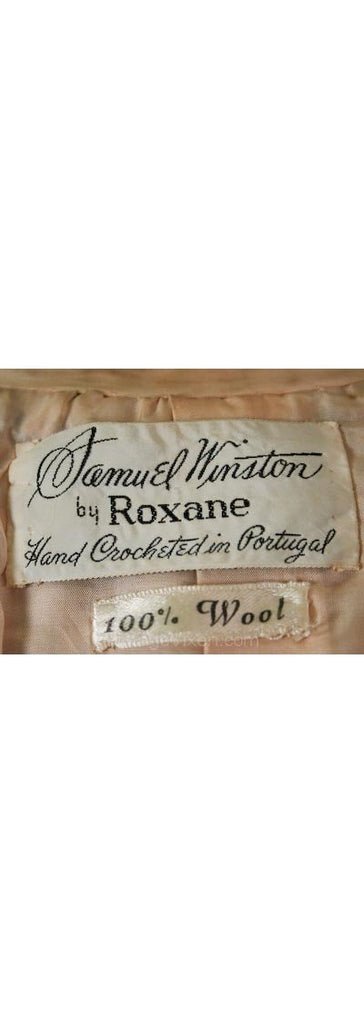 Samuel Winston
by Roxane
Hand Crocheted in Portugal
100% Wool